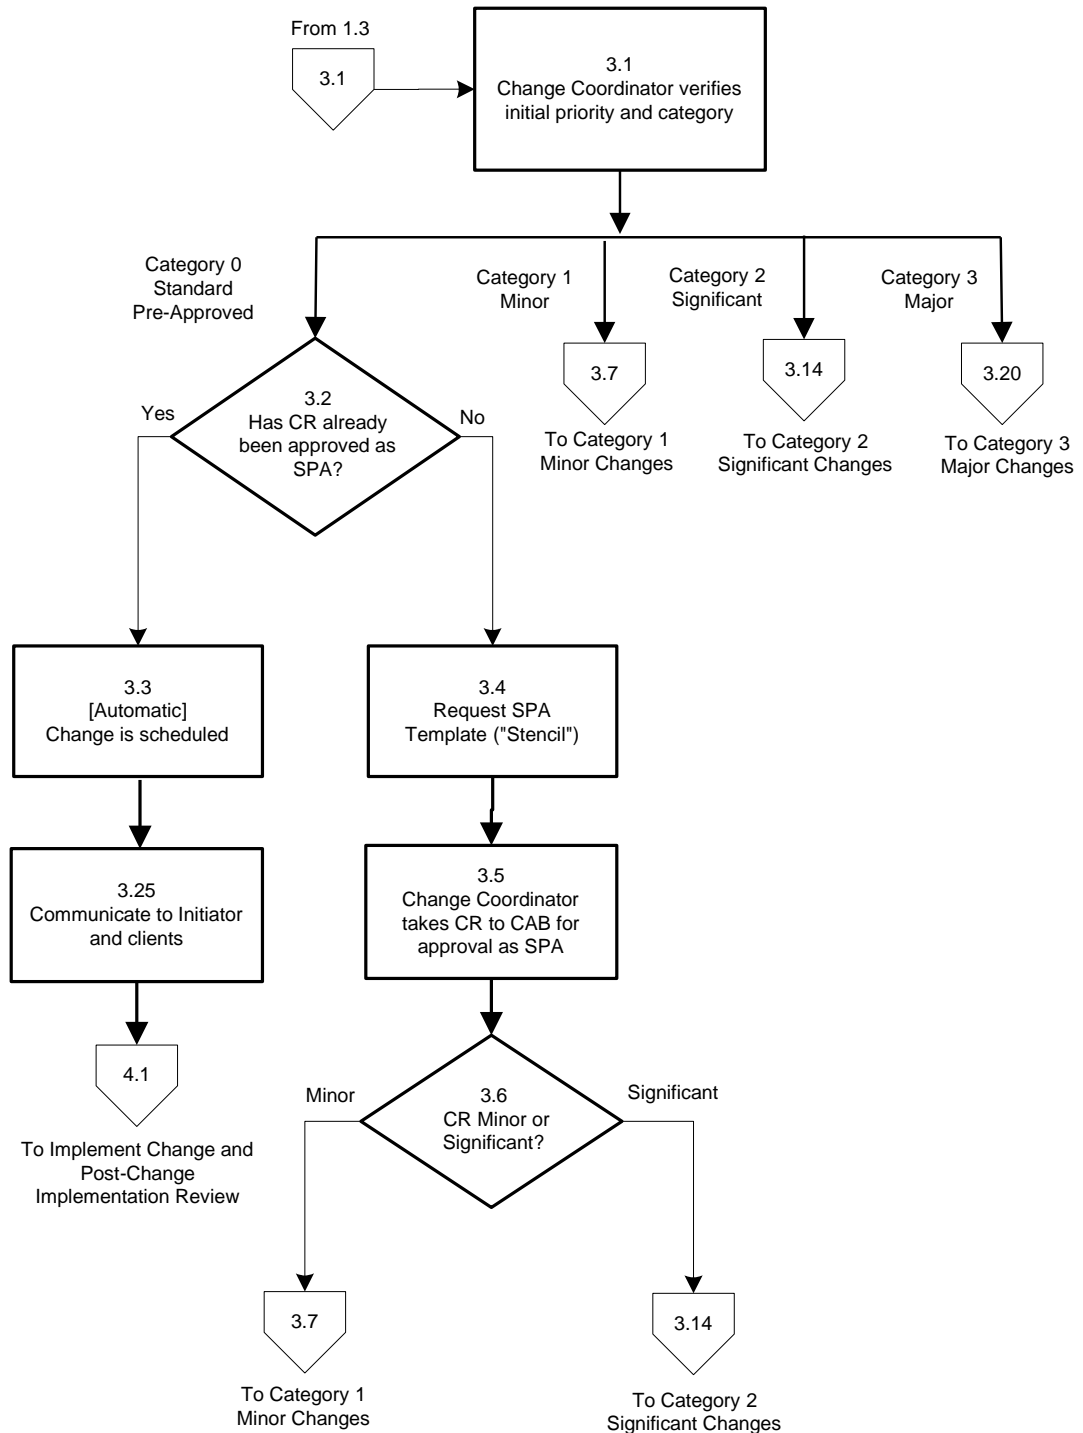 From 1.3
3.1
3.1
Change Coordinator verifies
initial priority and category
Category 0
Standard
Pre-Approved
Category 1
Minor
Category 2
Significant
Category 3
Major
3.7
To Category 1
Minor Changes
3.14
To Category 2
Significant Changes
3.20
To Category 3
Major Changes
Yes
3.2
Has CR already
been approved as
SPA?
No
3.3
[Automatic]
Change is scheduled
3.4
Request SPA
Template ("Stencil")
3.25
Communicate to Initiator
and clients
3.5
Change Coordinator
takes CR to CAB for
approval as SPA
4.1
To Implement Change and
Post-Change
Implementation Review
Minor
3.6
CR Minor or
Significant?
Significant
3.7
To Category 1
Minor Changes
3.14
To Category 2
Significant Changes